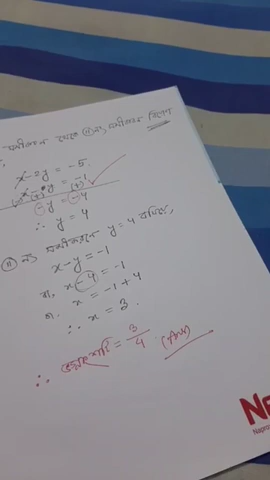 সমীকরণ থেকে (ii) নং সমীকরণ বিয়োগ
x - 2y = -5
x - y = -1
(-) (+) (+)
-y = -4
∴ y = 4
(ii) নং সমীকরণে y = 4 বসিয়ে,
x - y = -1
বা, x - 4 = -1
বা, x = -1 + 4
∴ x = 3.
∴ ভগ্নাংশটি = 3/4 (Ans)